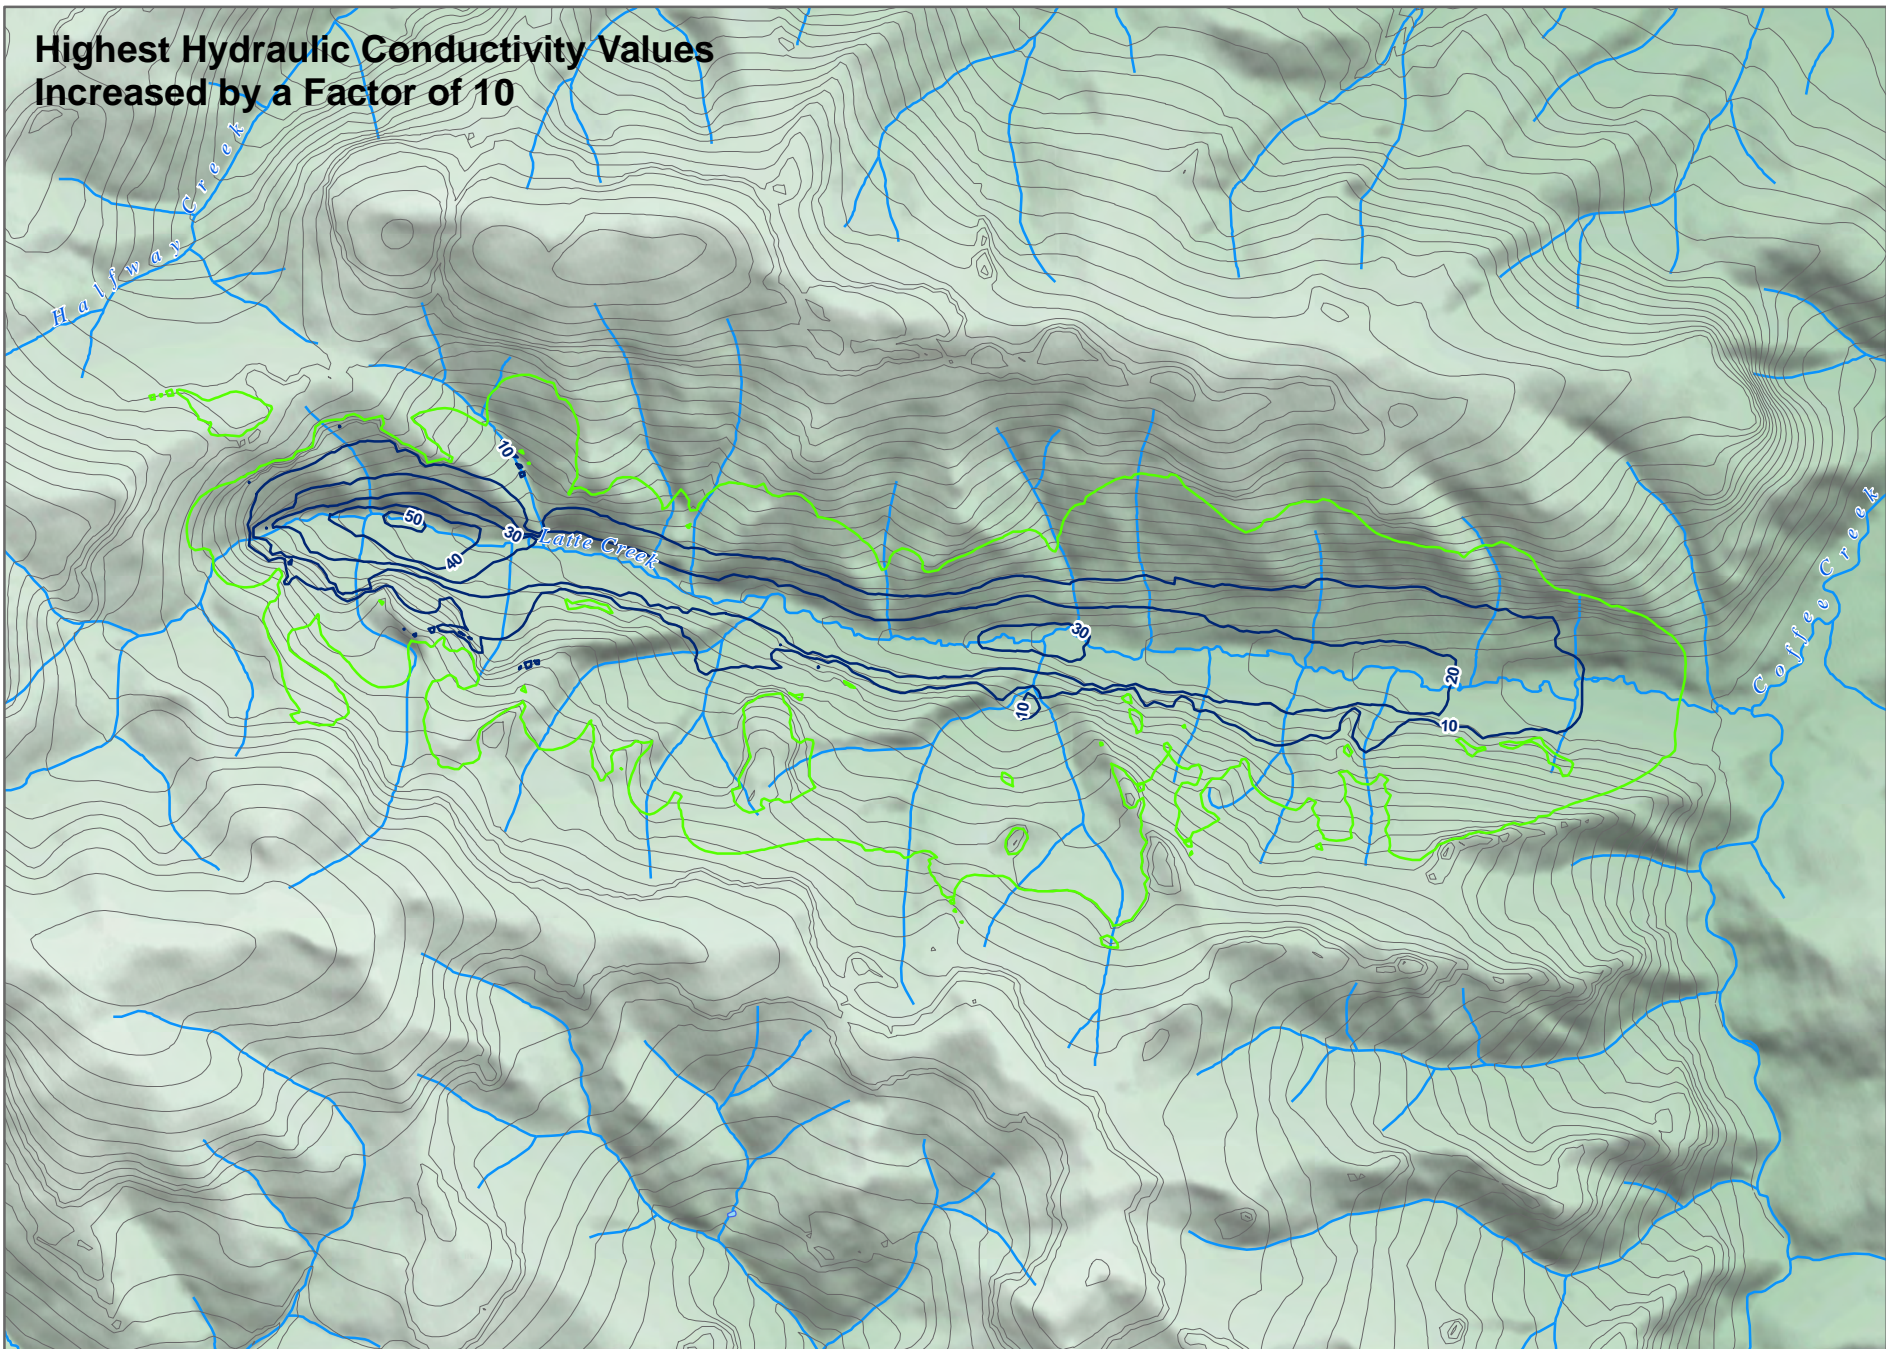 Highest Hydraulic Conductivity Values
Increased by a Factor of 10
Halfway Creek
10
50
30
Latte Creek
40
30
20
10
10
Coffee Creek